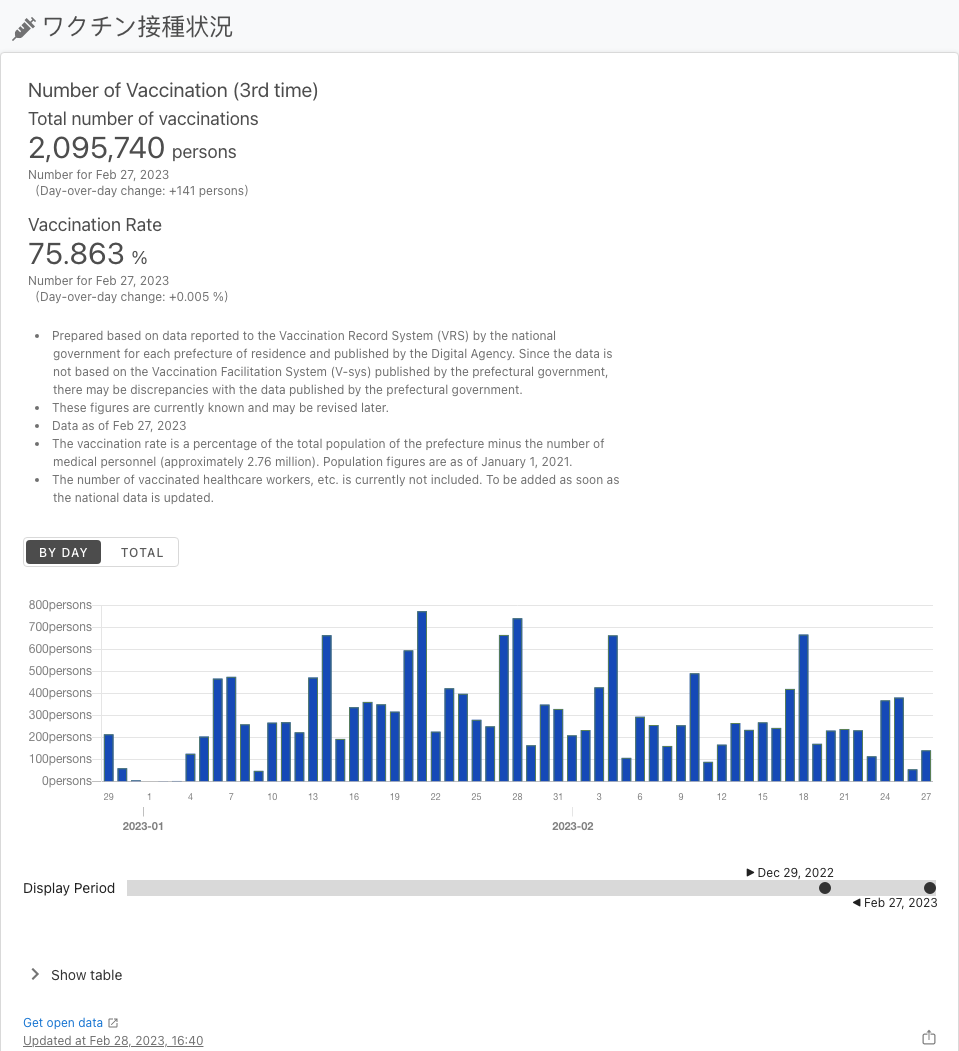 ワクチン接種状況
Number of Vaccination (3rd time)
Total number of vaccinations
2,095,740 persons
Number for Feb 27, 2023
(Day-over-day change: +141 persons)
Vaccination Rate
75.863 %
Number for Feb 27, 2023
(Day-over-day change: +0.005 %)
• Prepared based on data reported to the Vaccination Record System (VRS) by the national
government for each prefecture of residence and published by the Digital Agency. Since the data is
not based on the Vaccination Facilitation System (V-sys) published by the prefectural government,
there may be discrepancies with the data published by the prefectural government.
• These figures are currently known and may be revised later.
• Data as of Feb 27, 2023
• The vaccination rate is a percentage of the total population of the prefecture minus the number of
medical personnel (approximately 2.76 million). Population figures are as of January 1, 2021.
• The number of vaccinated healthcare workers, etc. is currently not included. To be added as soon as
the national data is updated.
BY DAY TOTAL
800persons
700persons
600persons
500persons
400persons
300persons
200persons
100persons
0persons
29 1 4 7 10 13 16 19 22 25 28 31 3 6 9 12 15 18 21 24 27
2023-01 2023-02
▶ Dec 29, 2022
Display Period
◀ Feb 27, 2023
Show table
Get open data
Updated at Feb 28, 2023, 16:40